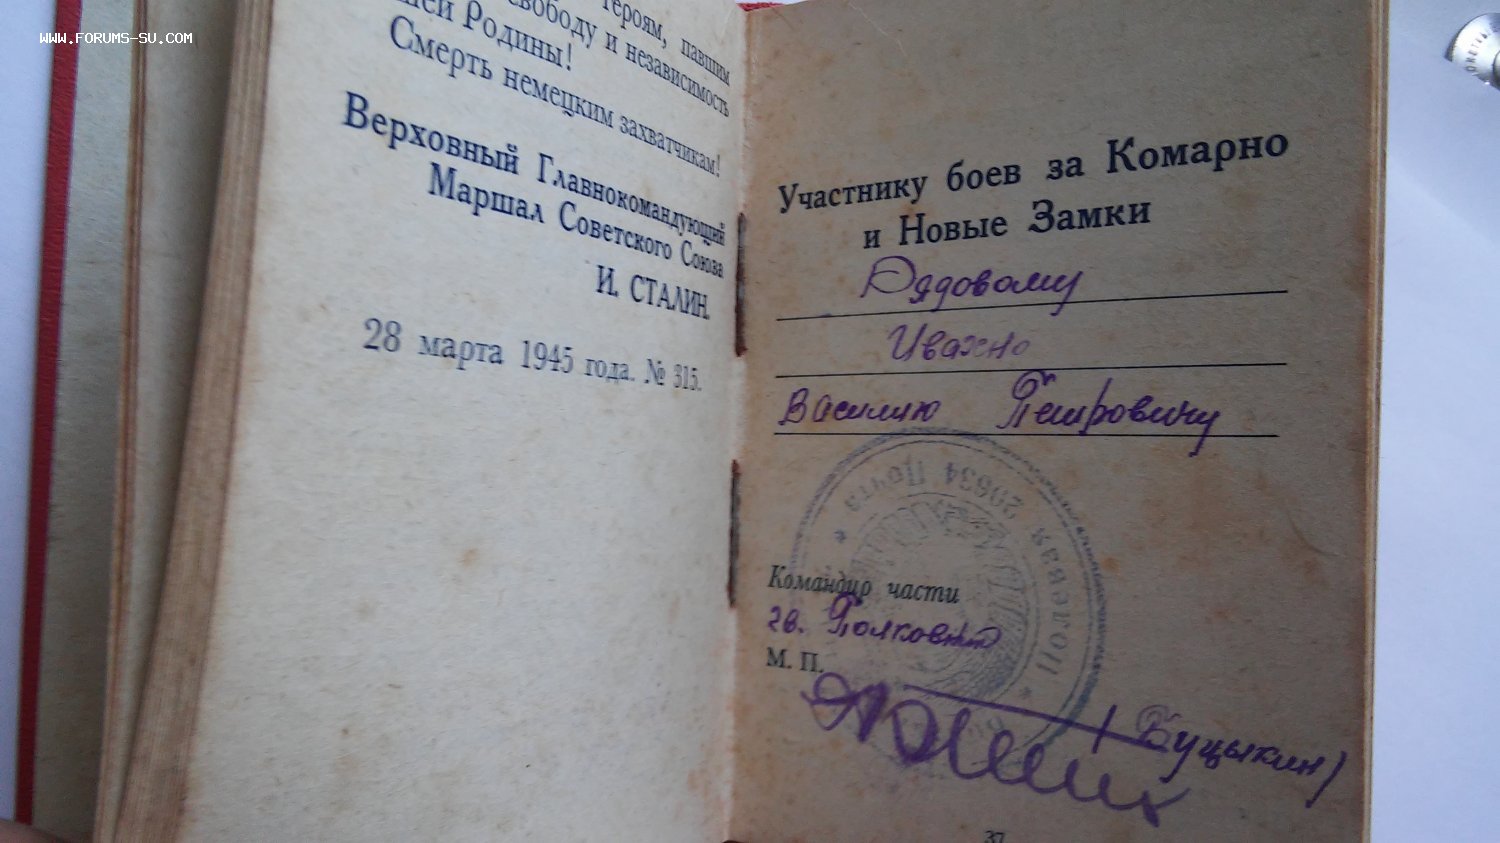 WWW.FORUMS-SU.COM
героям, павшим
свободу и независимость
шей Родины!
Смерть немецким захватчикам!
Верховный Главнокомандующий
Маршал Советского Союза
И. СТАЛИН.
28 марта 1945 года. № 315.
Участнику боев за Комарно
и Новые Замки
Рядовому
Ивахно
Василию Петровичу
Полевая Почта 20634
Командир части
гв. Полковник
М. П.
(Буцыкин)
37